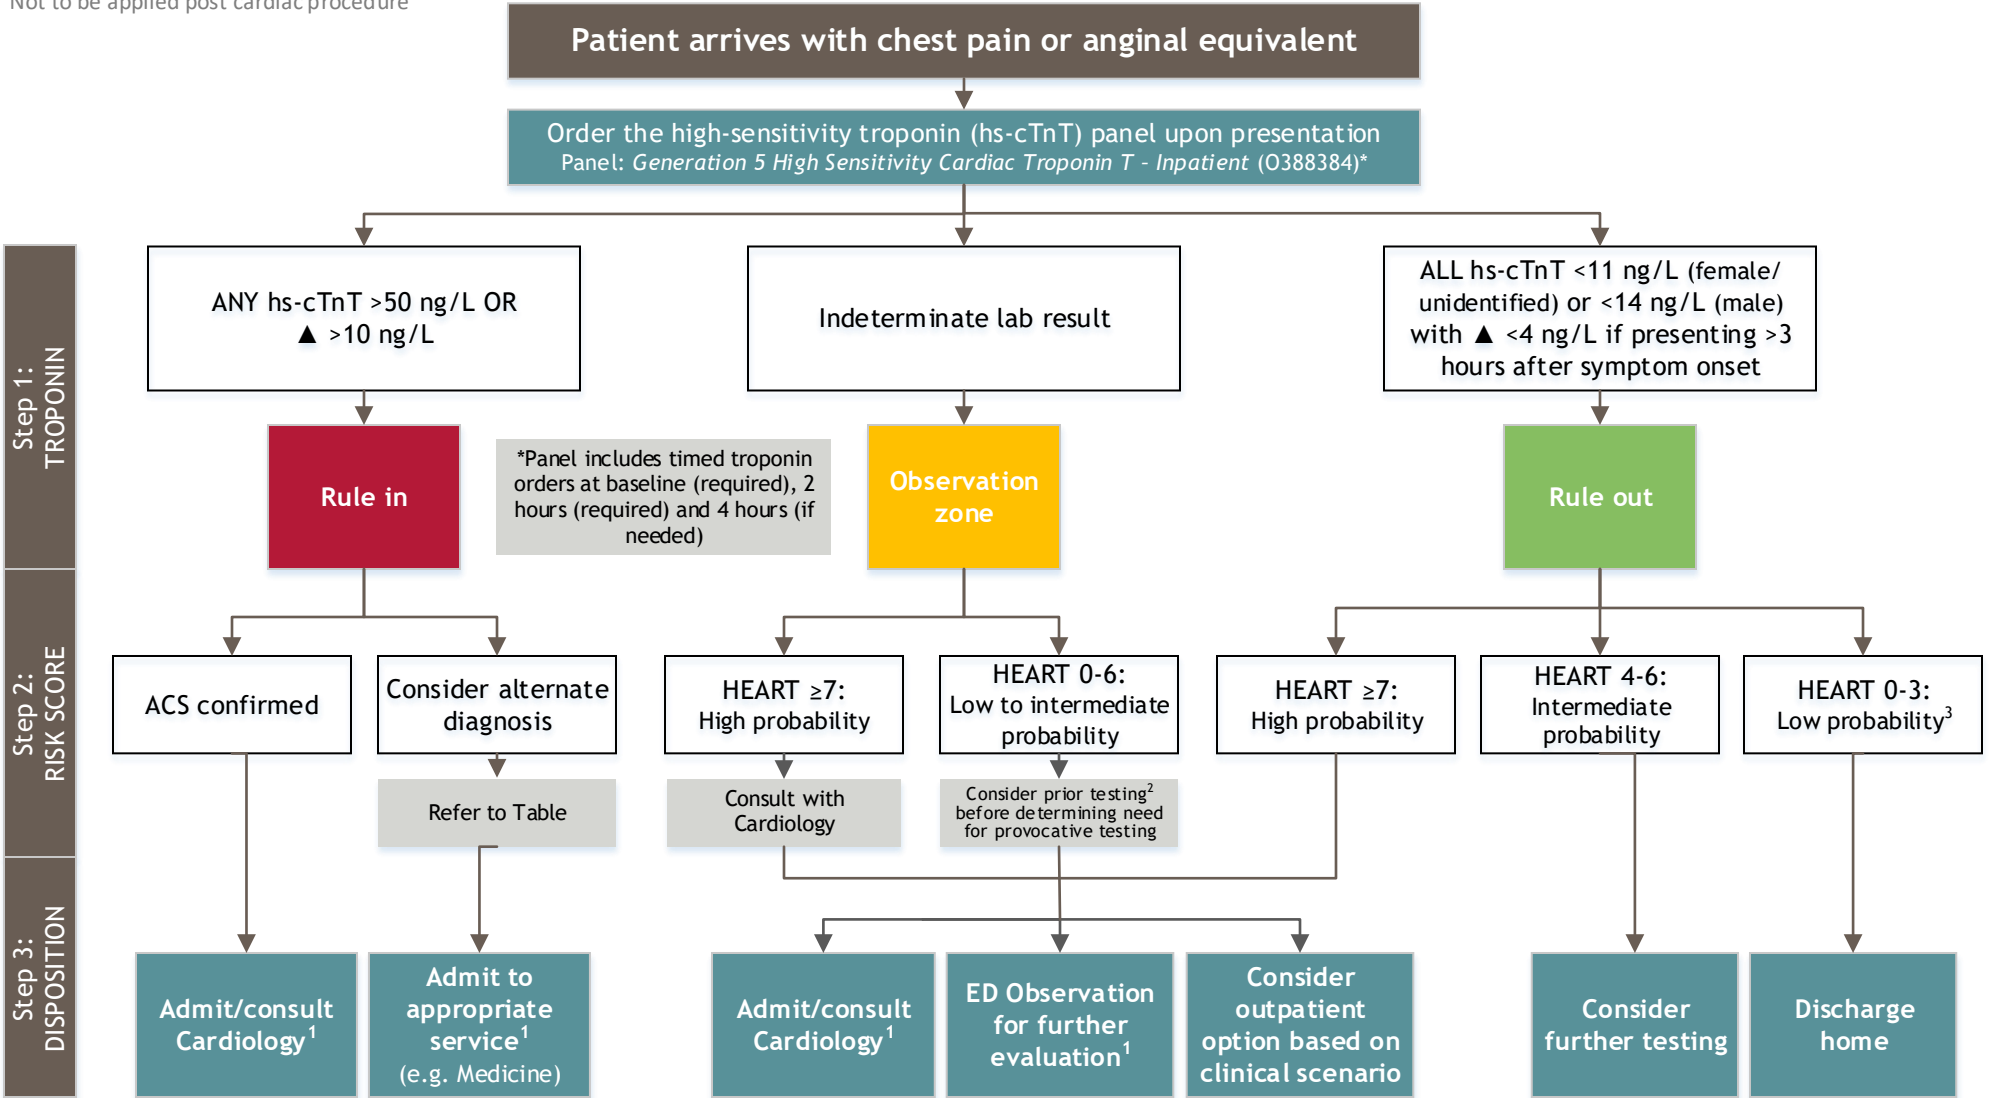 Not to be applied post cardiac procedure
Patient arrives with chest pain or anginal equivalent
Order the high-sensitivity troponin (hs-cTnT) panel upon presentation
Panel: Generation 5 High Sensitivity Cardiac Troponin T - Inpatient (O388384)*
Step 1:
TROPONIN
ANY hs-cTnT >50 ng/L OR
▲ >10 ng/L
Indeterminate lab result
ALL hs-cTnT <11 ng/L (female/
unidentified) or <14 ng/L (male)
with ▲ <4 ng/L if presenting >3
hours after symptom onset
Rule in
*Panel includes timed troponin
orders at baseline (required), 2
hours (required) and 4 hours (if
needed)
Observation
zone
Rule out
Step 2:
RISK SCORE
ACS confirmed
Consider alternate
diagnosis
HEART ≥7:
High probability
HEART 0-6:
Low to intermediate
probability
HEART ≥7:
High probability
HEART 4-6:
Intermediate
probability
HEART 0-3:
Low probability³
Refer to Table
Consult with
Cardiology
Consider prior testing²
before determining need
for provocative testing
Step 3:
DISPOSITION
Admit/consult
Cardiology¹
Admit to
appropriate
service¹
(e.g. Medicine)
Admit/consult
Cardiology¹
ED Observation
for further
evaluation¹
Consider
outpatient
option based on
clinical scenario
Consider
further testing
Discharge
home